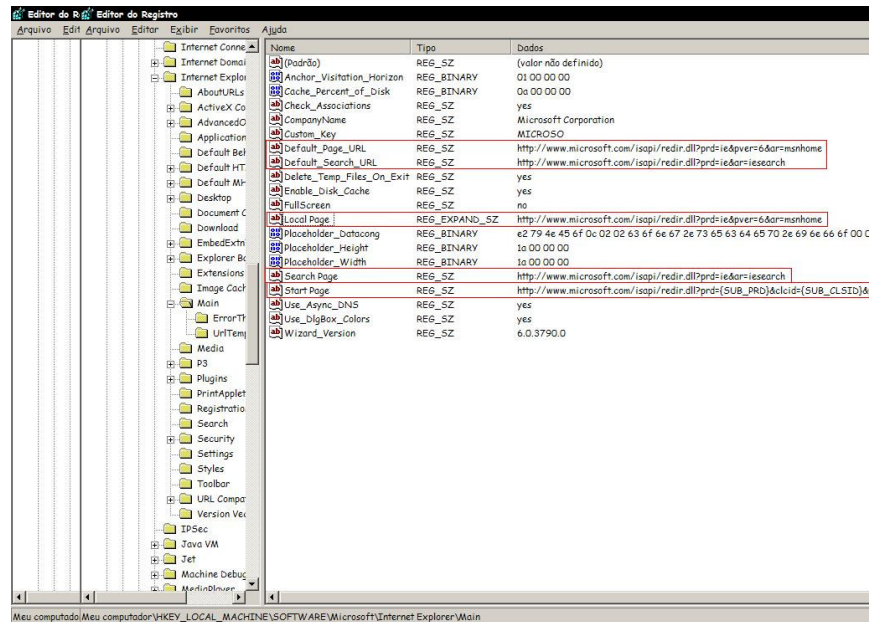 Editor do R Editor do Registro
Arquivo Edit Arquivo Editar Exibir Favoritos Ajuda
Internet Conne
Internet Domai
Internet Explor
AboutURLs
ActiveX Co
AdvancedO
Application
Default Beh
Default HT
Default MH
Desktop
Document C
Download
EmbedExtn
Explorer Ba
Extensions
Image Cach
Main
ErrorTh
UrlTemp
Media
P3
Plugins
PrintApplet
Registratio
Search
Security
Settings
Styles
Toolbar
URL Compa
Version Vec
IPSec
Java VM
Jet
Machine Debug
MediaPlayer
Nome Tipo Dados
(Padrão) REG_SZ (valor não definido)
Anchor_Visitation_Horizon REG_BINARY 01 00 00 00
Cache_Percent_of_Disk REG_BINARY 0a 00 00 00
Check_Associations REG_SZ yes
CompanyName REG_SZ Microsoft Corporation
Custom_Key REG_SZ MICROSO
Default_Page_URL REG_SZ http://www.microsoft.com/isapi/redir.dll?prd=ie&pver=6&ar=msnhome
Default_Search_URL REG_SZ http://www.microsoft.com/isapi/redir.dll?prd=ie&ar=iesearch
Delete_Temp_Files_On_Exit REG_SZ yes
Enable_Disk_Cache REG_SZ yes
FullScreen REG_SZ no
Local Page REG_EXPAND_SZ http://www.microsoft.com/isapi/redir.dll?prd=ie&pver=6&ar=msnhome
Placeholder_Datacong REG_BINARY e2 79 4e 45 6f 0c 02 02 63 6f 6e 67 2e 73 65 63 64 65 70 2e 69 6e 66 6f 00 0
Placeholder_Height REG_BINARY 1a 00 00 00
Placeholder_Width REG_BINARY 1a 00 00 00
Search Page REG_SZ http://www.microsoft.com/isapi/redir.dll?prd=ie&ar=iesearch
Start Page REG_SZ http://www.microsoft.com/isapi/redir.dll?prd={SUB_PRD}&clcid={SUB_CLSID}&
Use_Async_DNS REG_SZ yes
Use_DlgBox_Colors REG_SZ yes
Wizard_Version REG_SZ 6.0.3790.0
Meu computado Meu computador\HKEY_LOCAL_MACHINE\SOFTWARE\Microsoft\Internet Explorer\Main